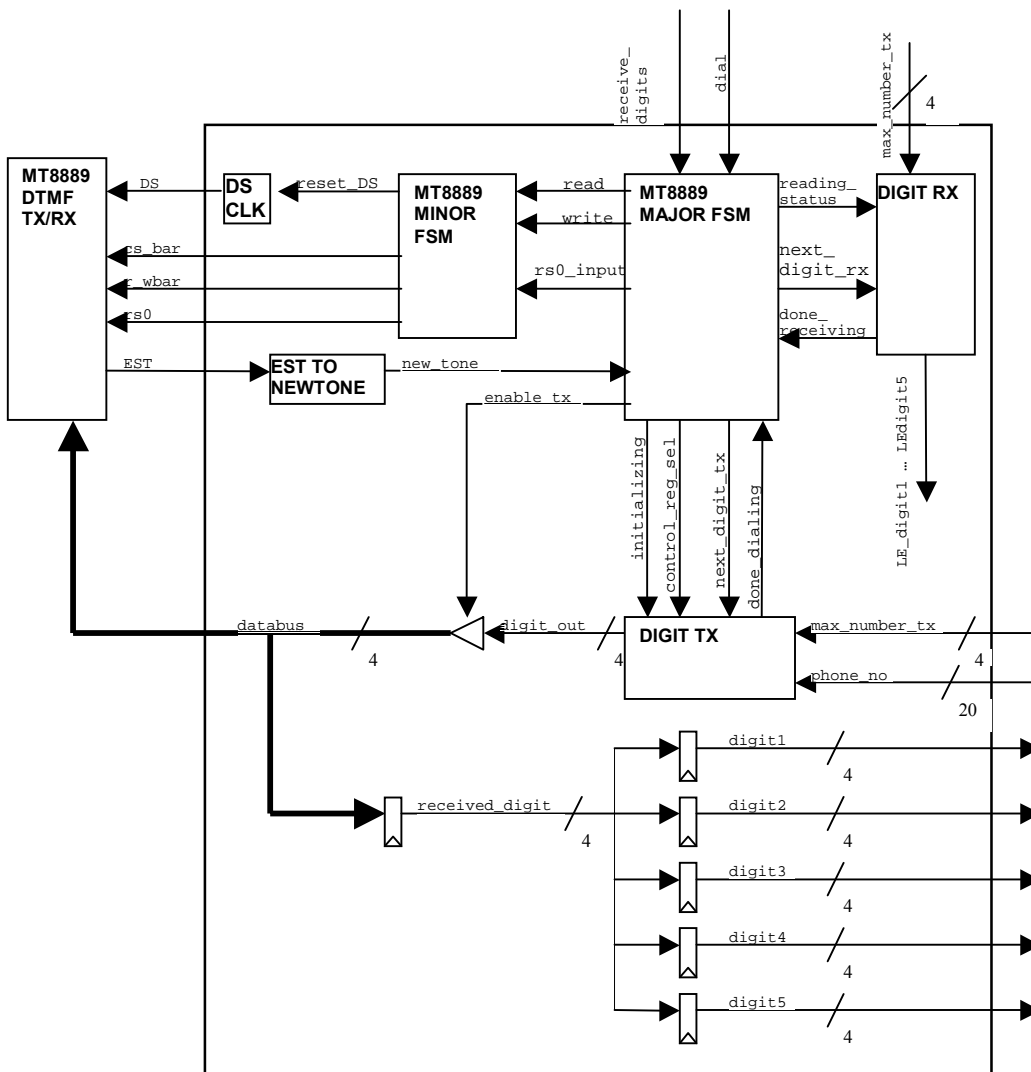 receive_
digits
dial
max_number_tx
4
MT8889
DTMF
TX/RX
DS
DS
CLK
reset_DS
MT8889
MINOR
FSM
read
write
rs0_input
MT8889
MAJOR FSM
reading_
status
DIGIT RX
next_
digit_rx
done_
receiving
cs_bar
r_wbar
rs0
EST
EST TO
NEWTONE
new_tone
enable_tx
LE_digit1 … LEdigit5
initializing
control_reg_sel
next_digit_tx
done_dialing
databus
4
digit_out
4
DIGIT TX
max_number_tx
4
phone_no
20
digit1
4
received_digit
4
digit2
4
digit3
4
digit4
4
digit5
4